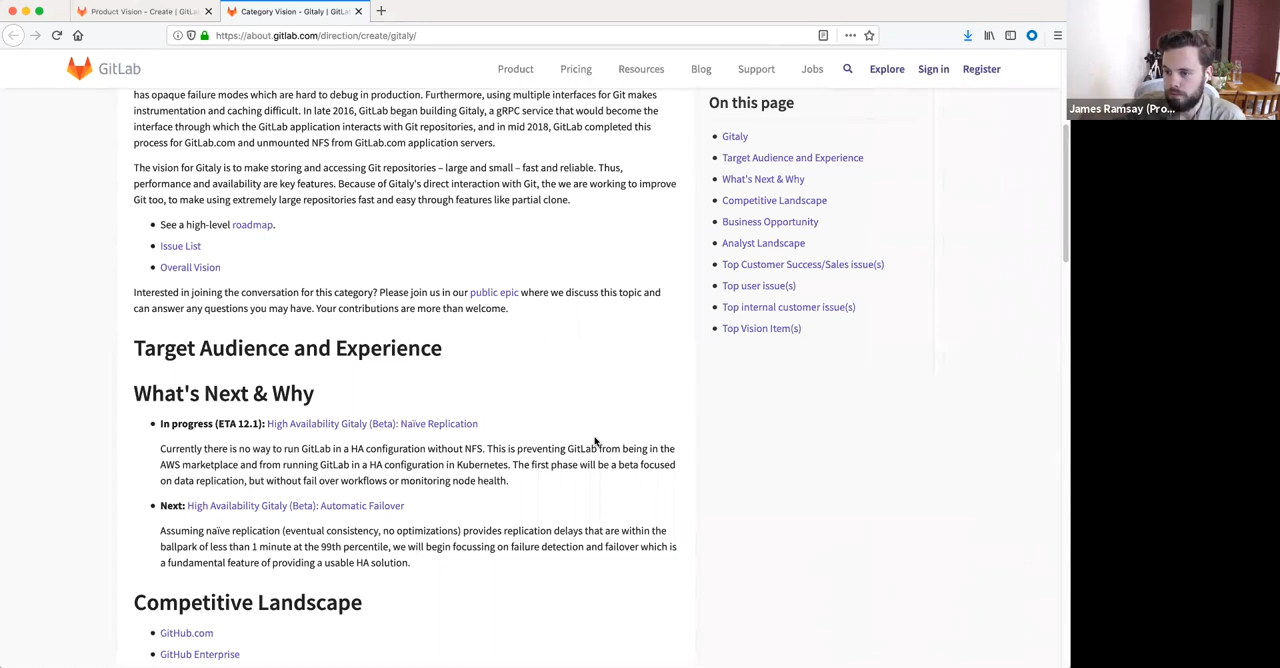 Product Vision - Create | GitLa
Category Vision - Gitaly | GitLa
https://about.gitlab.com/direction/create/gitaly/
GitLab
Product Pricing Resources Blog Support Jobs Explore Sign in Register
has opaque failure modes which are hard to debug in production. Furthermore, using multiple interfaces for Git makes
instrumentation and caching difficult. In late 2016, GitLab began building Gitaly, a gRPC service that would become the
interface through which the GitLab application interacts with Git repositories, and in mid 2018, GitLab completed this
process for GitLab.com and unmounted NFS from GitLab.com application servers.
The vision for Gitaly is to make storing and accessing Git repositories – large and small – fast and reliable. Thus,
performance and availability are key features. Because of Gitaly's direct interaction with Git, the we are working to improve
Git too, to make using extremely large repositories fast and easy through features like partial clone.
See a high-level roadmap.
Issue List
Overall Vision
Interested in joining the conversation for this category? Please join us in our public epic where we discuss this topic and
can answer any questions you may have. Your contributions are more than welcome.
Target Audience and Experience
What's Next & Why
In progress (ETA 12.1): High Availability Gitaly (Beta): Naïve Replication
Currently there is no way to run GitLab in a HA configuration without NFS. This is preventing GitLab from being in the
AWS marketplace and from running GitLab in a HA configuration in Kubernetes. The first phase will be a beta focused
on data replication, but without fail over workflows or monitoring node health.
Next: High Availability Gitaly (Beta): Automatic Failover
Assuming naïve replication (eventual consistency, no optimizations) provides replication delays that are within the
ballpark of less than 1 minute at the 99th percentile, we will begin focussing on failure detection and failover which is
a fundamental feature of providing a usable HA solution.
Competitive Landscape
GitHub.com
GitHub Enterprise
On this page
Gitaly
Target Audience and Experience
What's Next & Why
Competitive Landscape
Business Opportunity
Analyst Landscape
Top Customer Success/Sales issue(s)
Top user issue(s)
Top internal customer issue(s)
Top Vision Item(s)
James Ramsay (Pro...